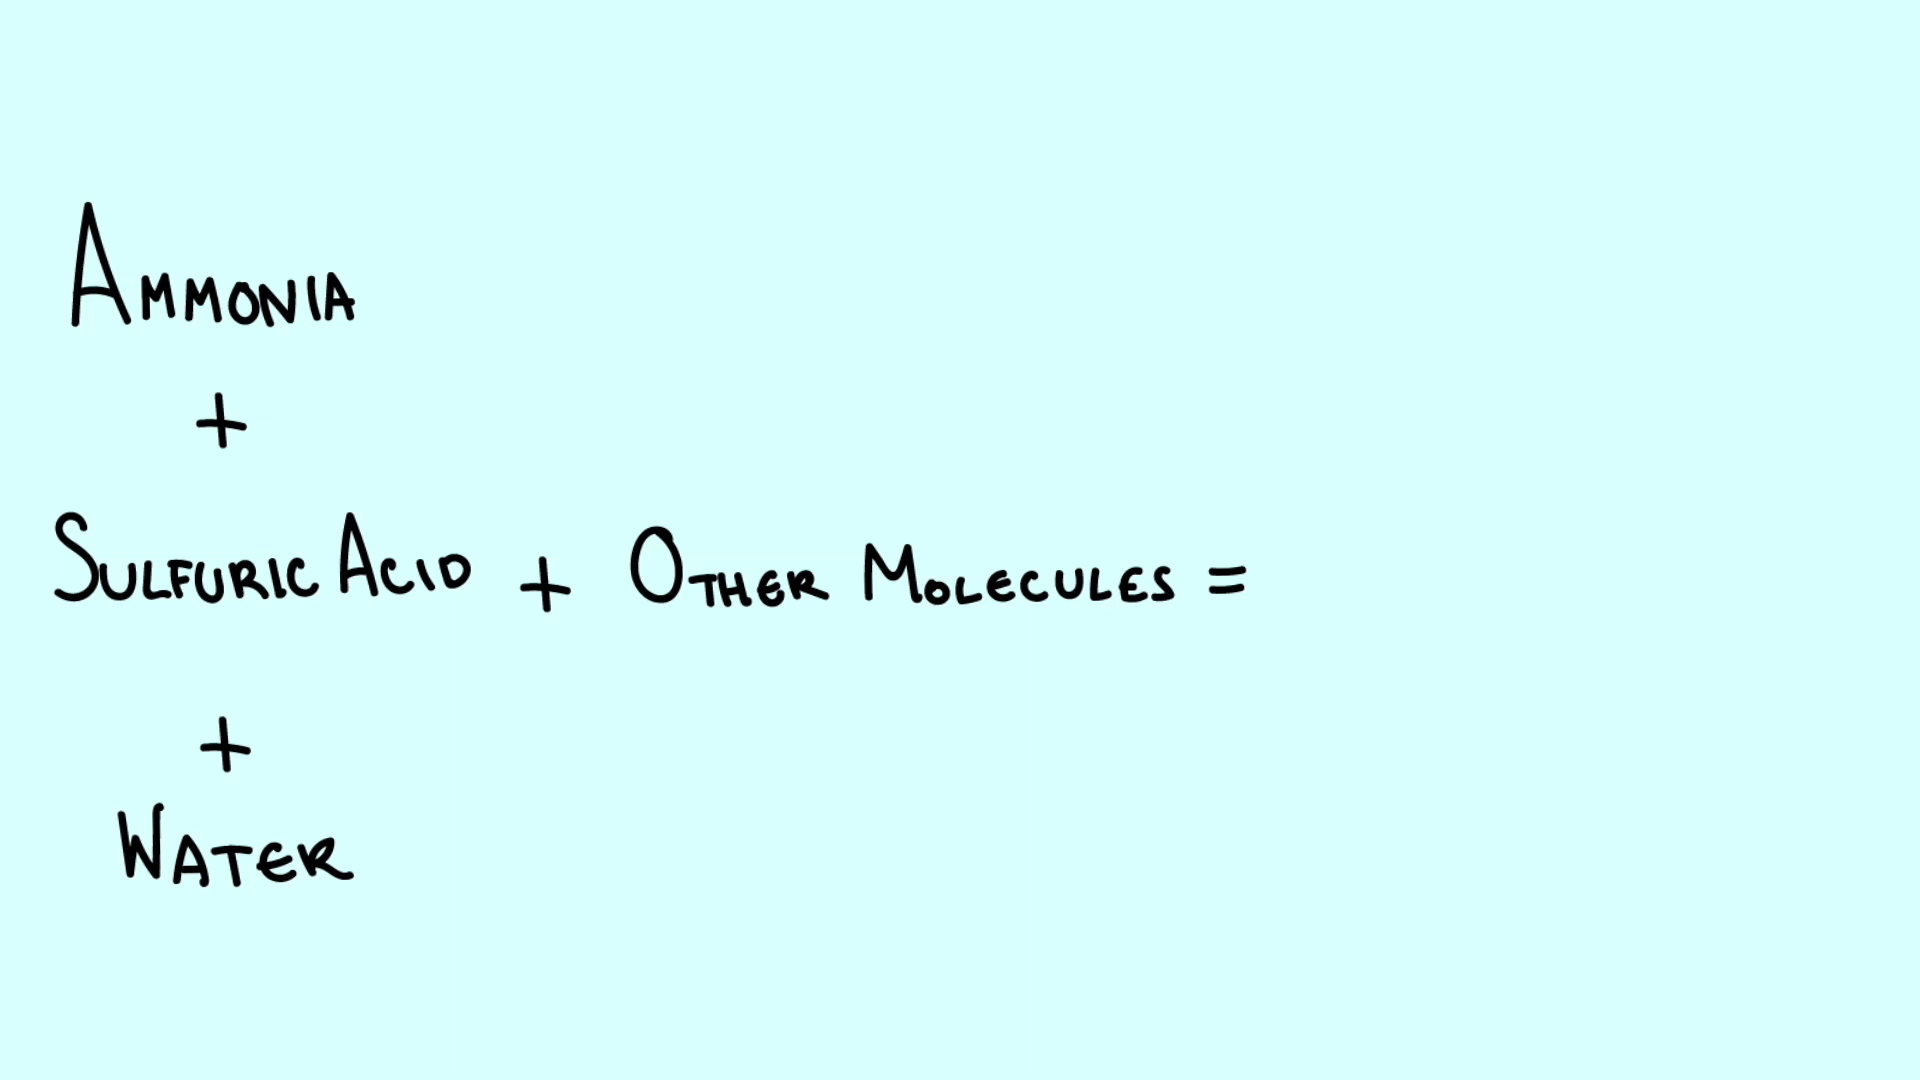 AMMONIA
+
SULFURIC ACID + OTHER MOLECULES =
+
WATER